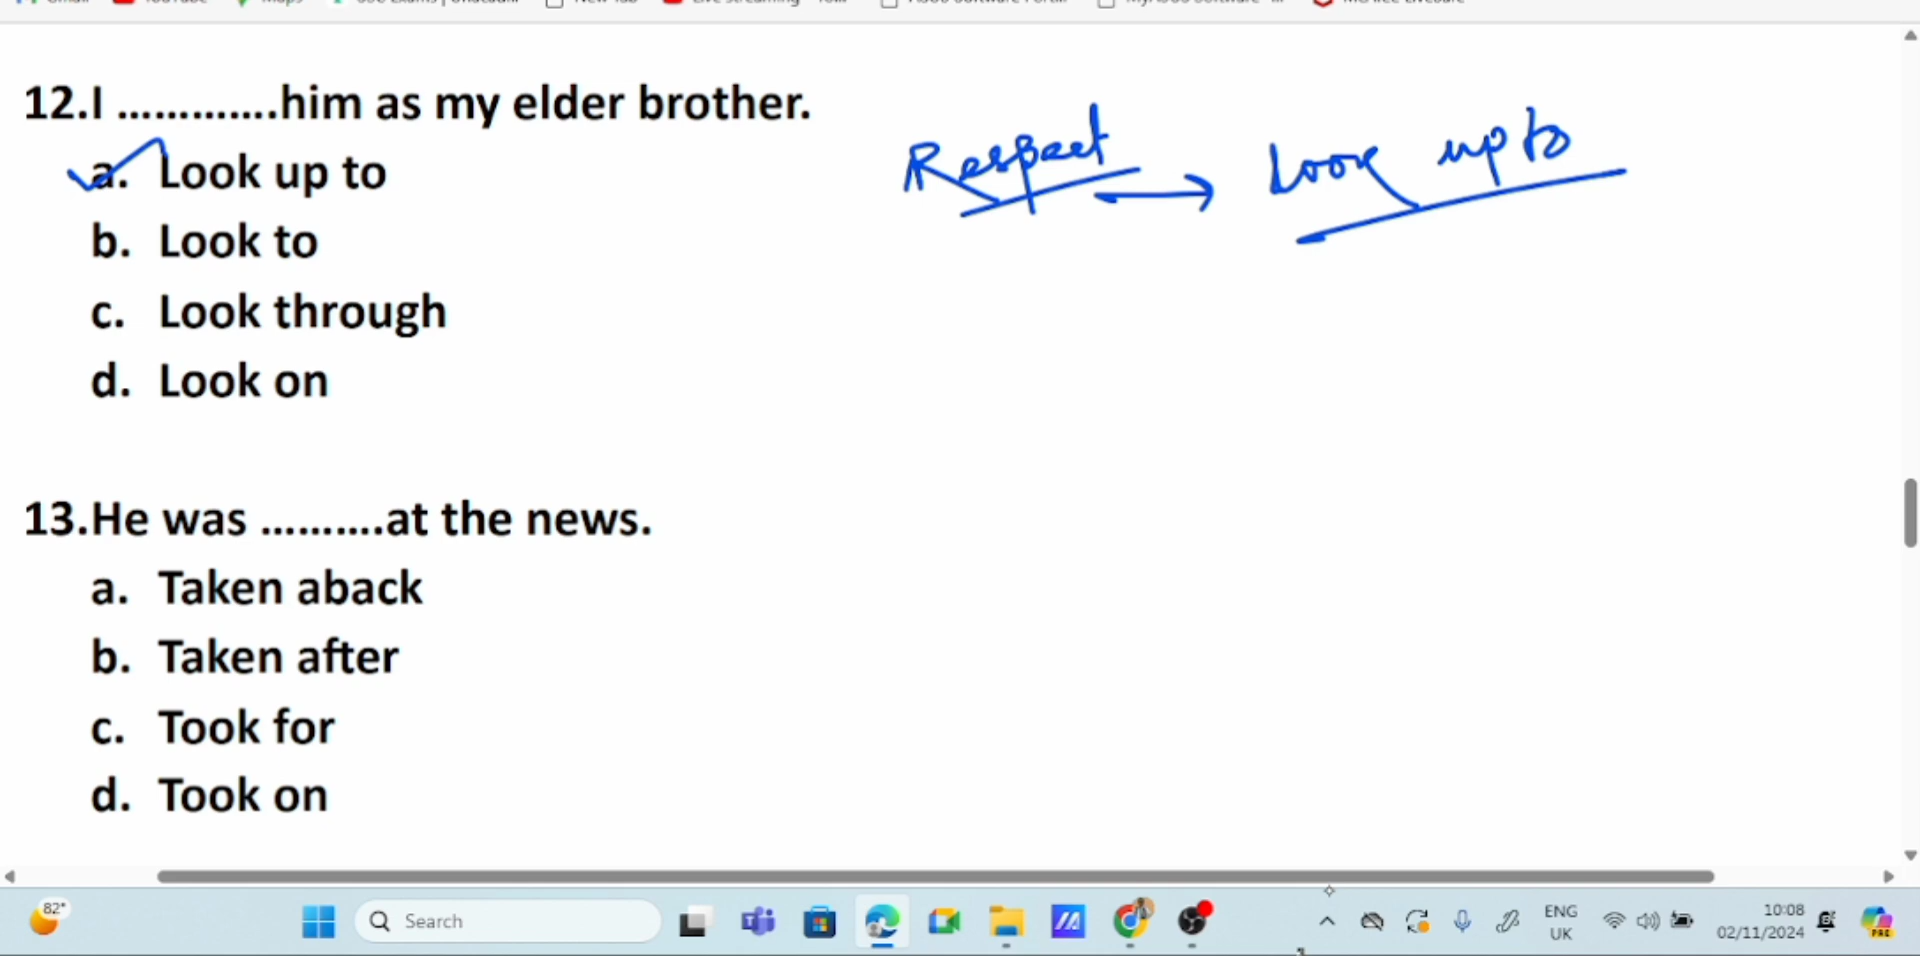 12.I .............him as my elder brother.
Respect → Look up to
a. Look up to
b. Look to
c. Look through
d. Look on
13.He was ..........at the news.
a. Taken aback
b. Taken after
c. Took for
d. Took on
82°
Search
ENG
UK
10:08
02/11/2024